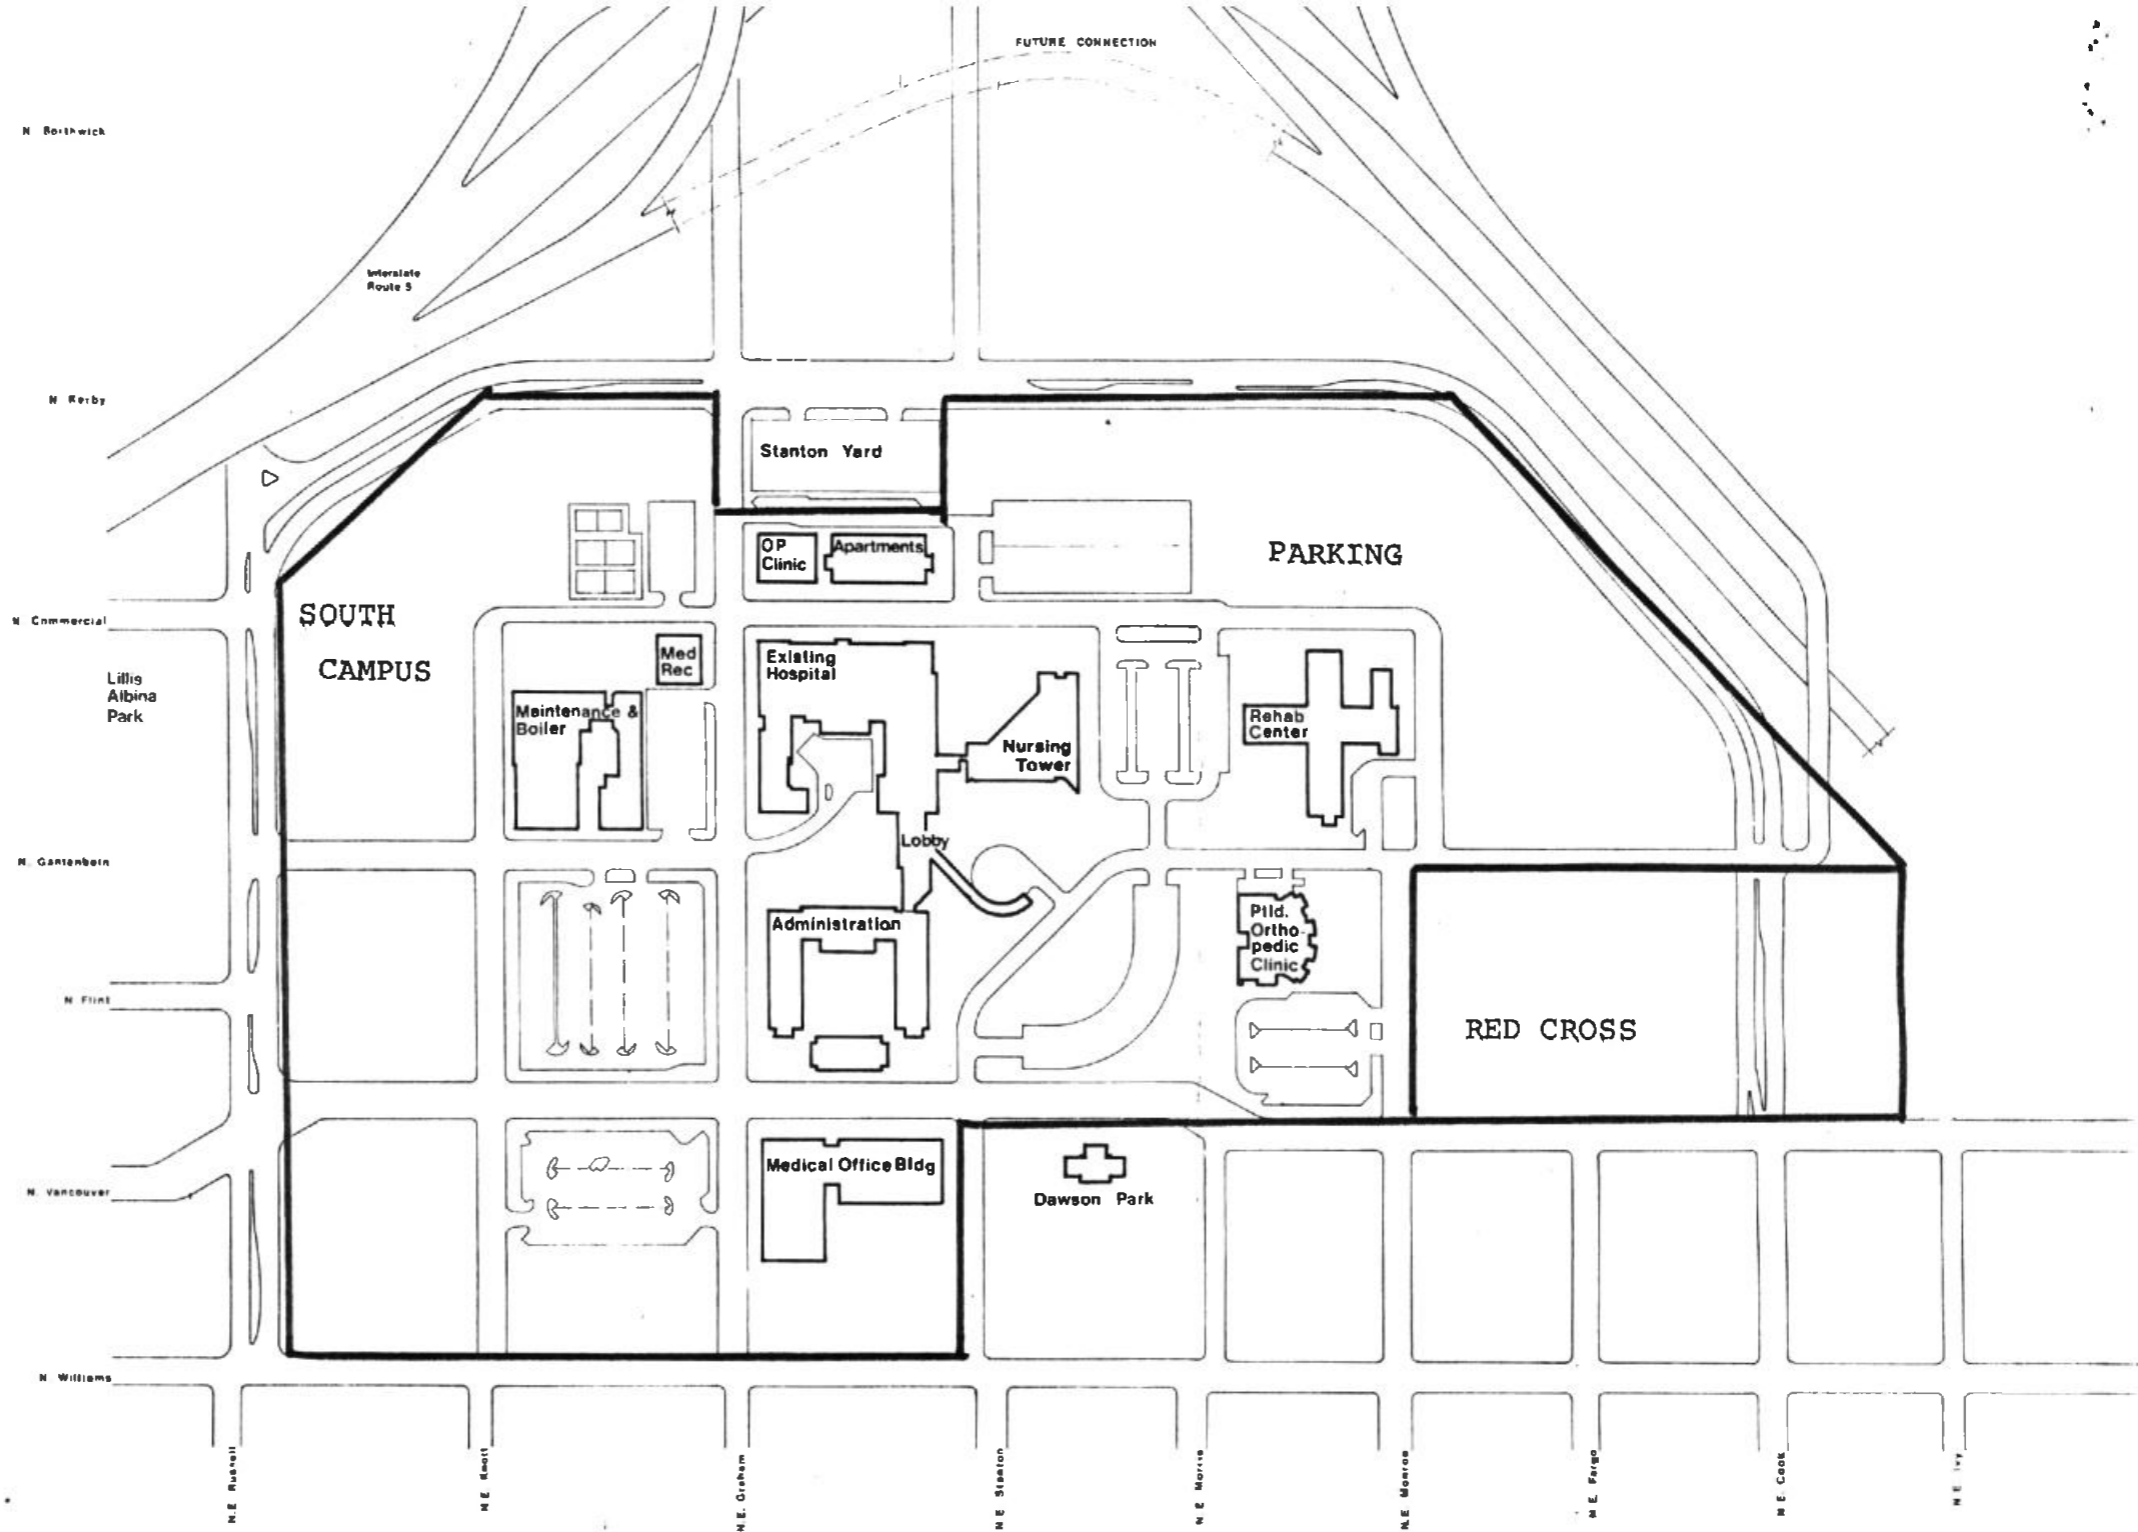 FUTURE CONNECTION
N Borthwick
Interstate
Route 5
N Kerby
Stanton Yard
OP
Clinic
Apartments
PARKING
N Commercial
SOUTH
CAMPUS
Lillis
Albina
Park
Med
Rec
Existing
Hospital
Maintenance &
Boiler
Nursing
Tower
Rehab
Center
Lobby
N. Gantenbein
Administration
Ptld.
Ortho-
pedic
Clinic
N Flint
RED CROSS
Medical Office Bldg
N. Vancouver
Dawson Park
N Williams
N.E. Russell
N E Knott
N.E. Graham
N E Stanton
N E Morris
N.E Monroe
N E. Fargo
N E. Cook
N E Ivy